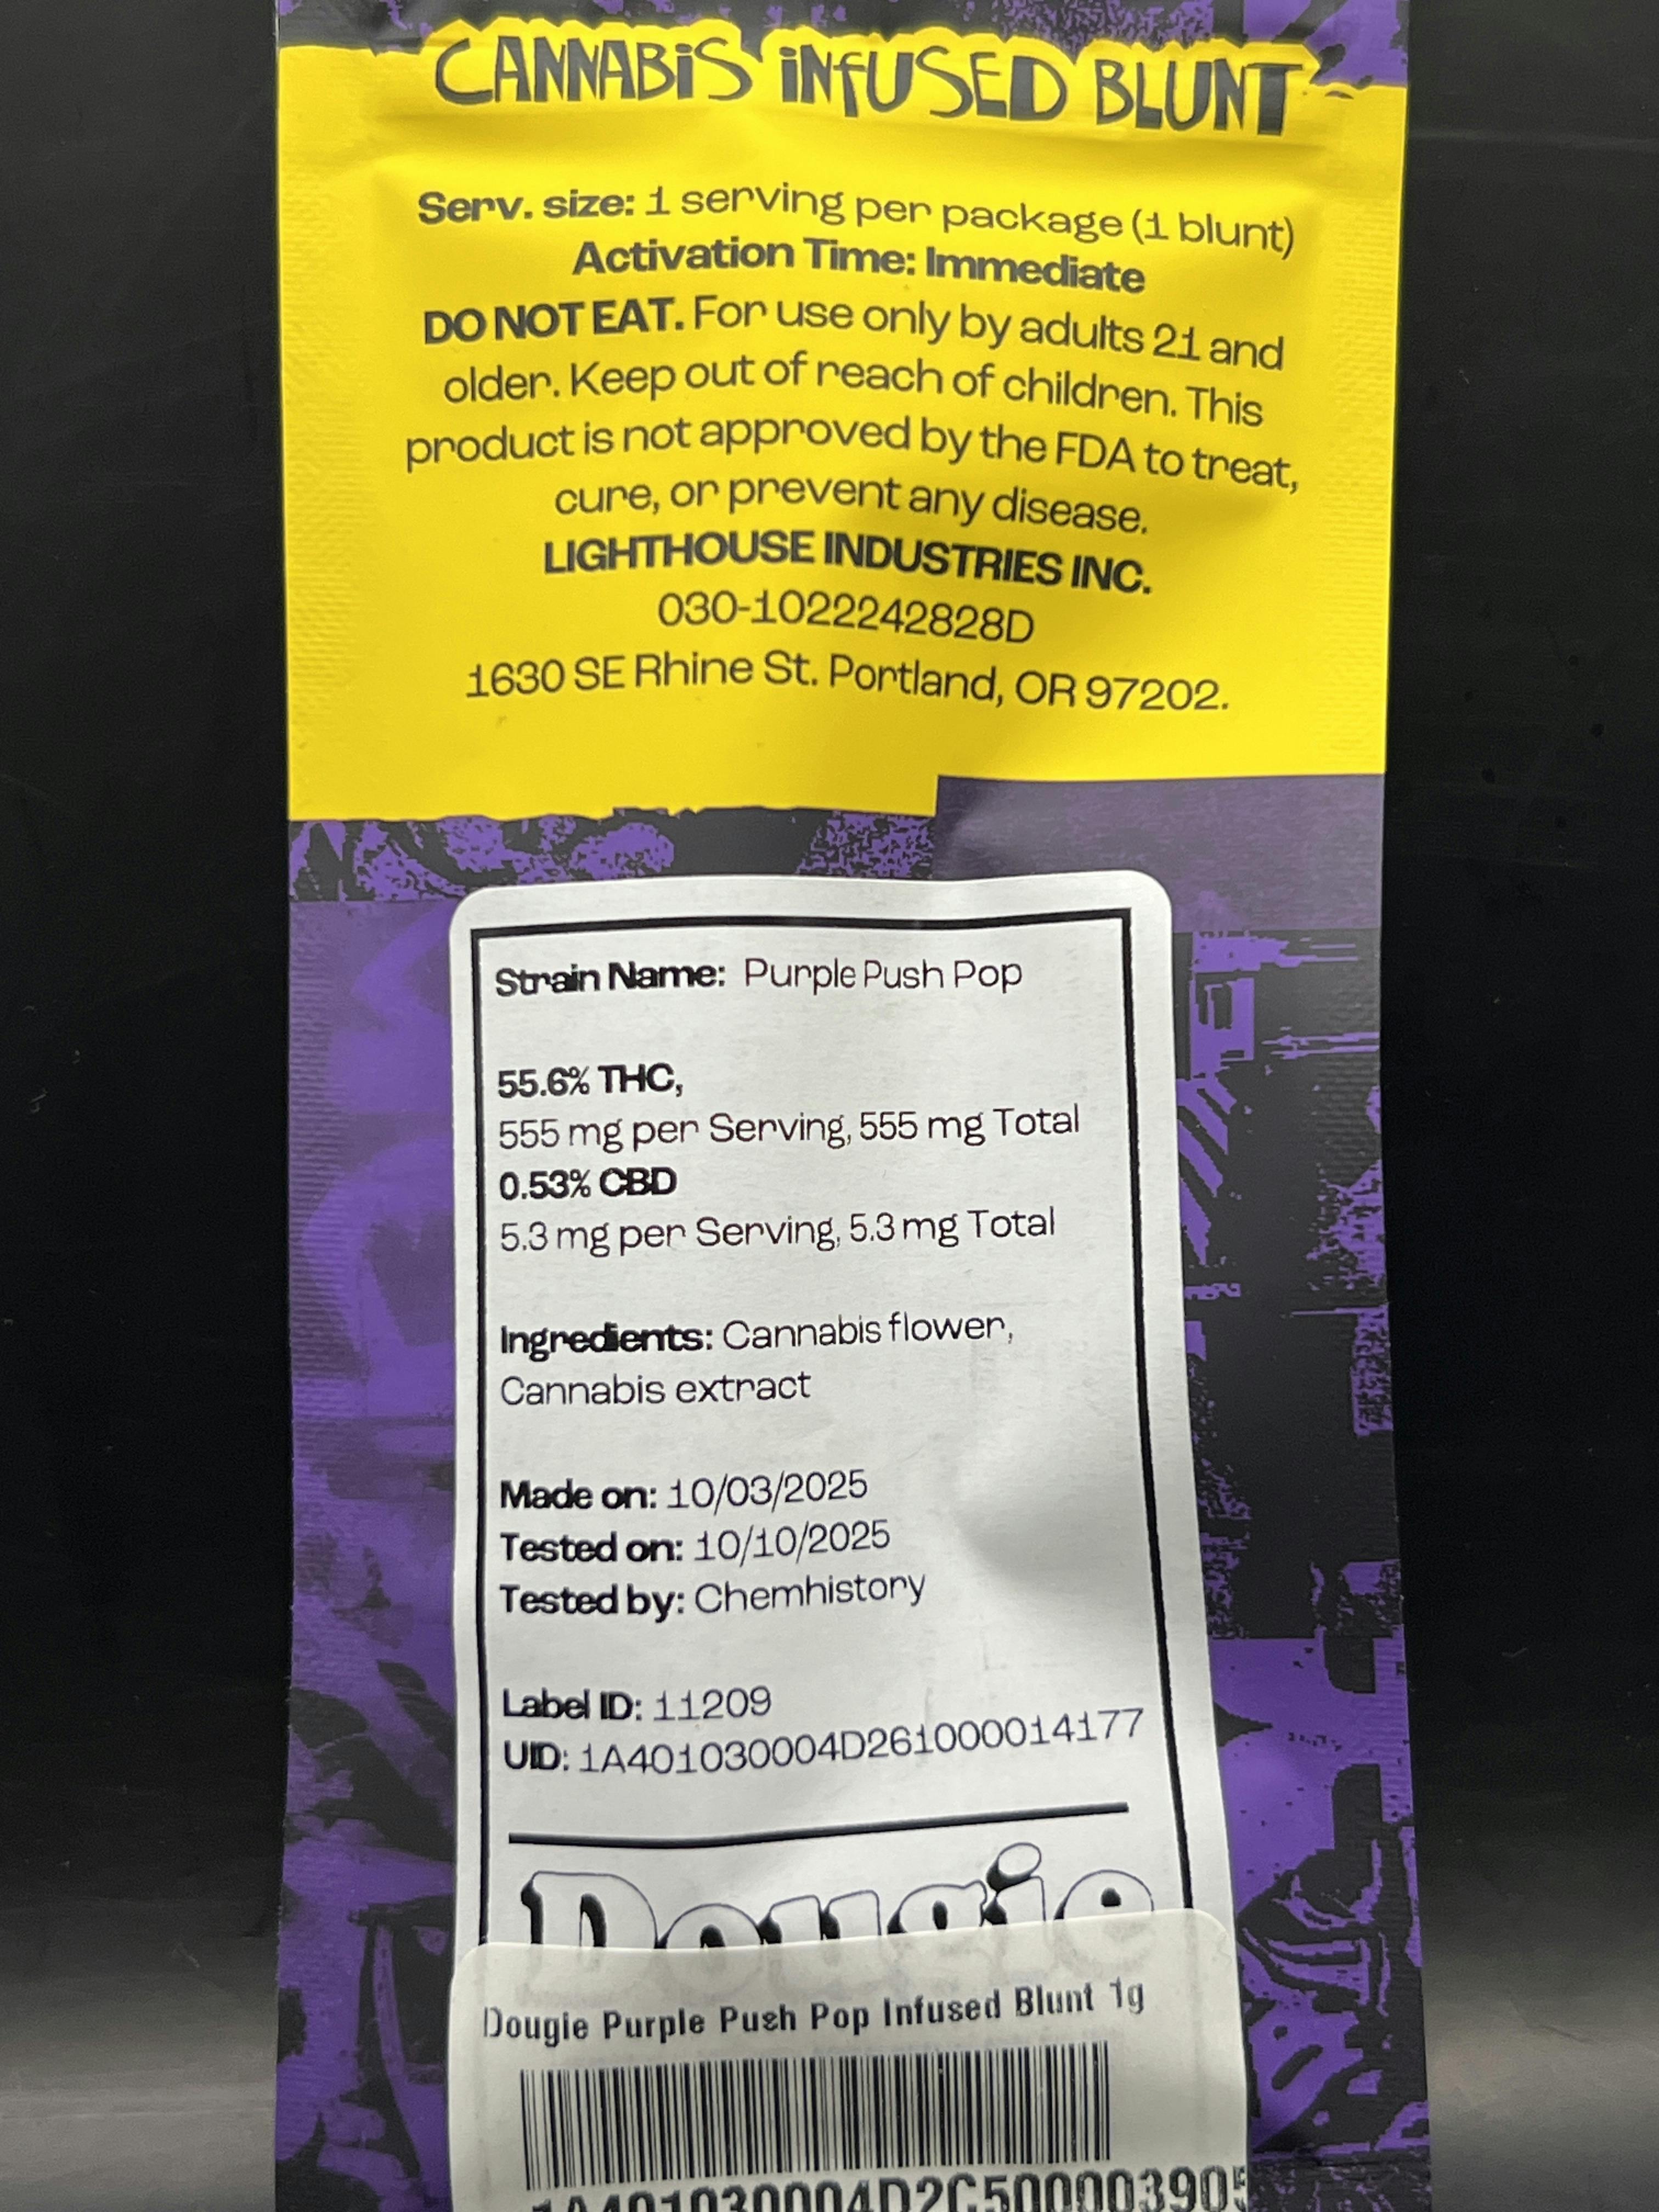 CANNABIS INFUSED BLUNT
Serv. size: 1 serving per package (1 blunt)
Activation Time: Immediate
DO NOT EAT. For use only by adults 21 and
older. Keep out of reach of children. This
product is not approved by the FDA to treat,
cure, or prevent any disease.
LIGHTHOUSE INDUSTRIES INC.
030-1022242828D
1630 SE Rhine St. Portland, OR 97202.
Strain Name: Purple Push Pop
55.6% THC,
555 mg per Serving, 555 mg Total
0.53% CBD
5.3 mg per Serving, 5.3 mg Total
Ingredients: Cannabis flower,
Cannabis extract
Made on: 10/03/2025
Tested on: 10/10/2025
Tested by: Chemhistory
Label ID: 11209
UID: 1A401030004D261000014177
Dougie
Dougie Purple Push Pop Infused Blunt 1g
1A401030004D2C500003905